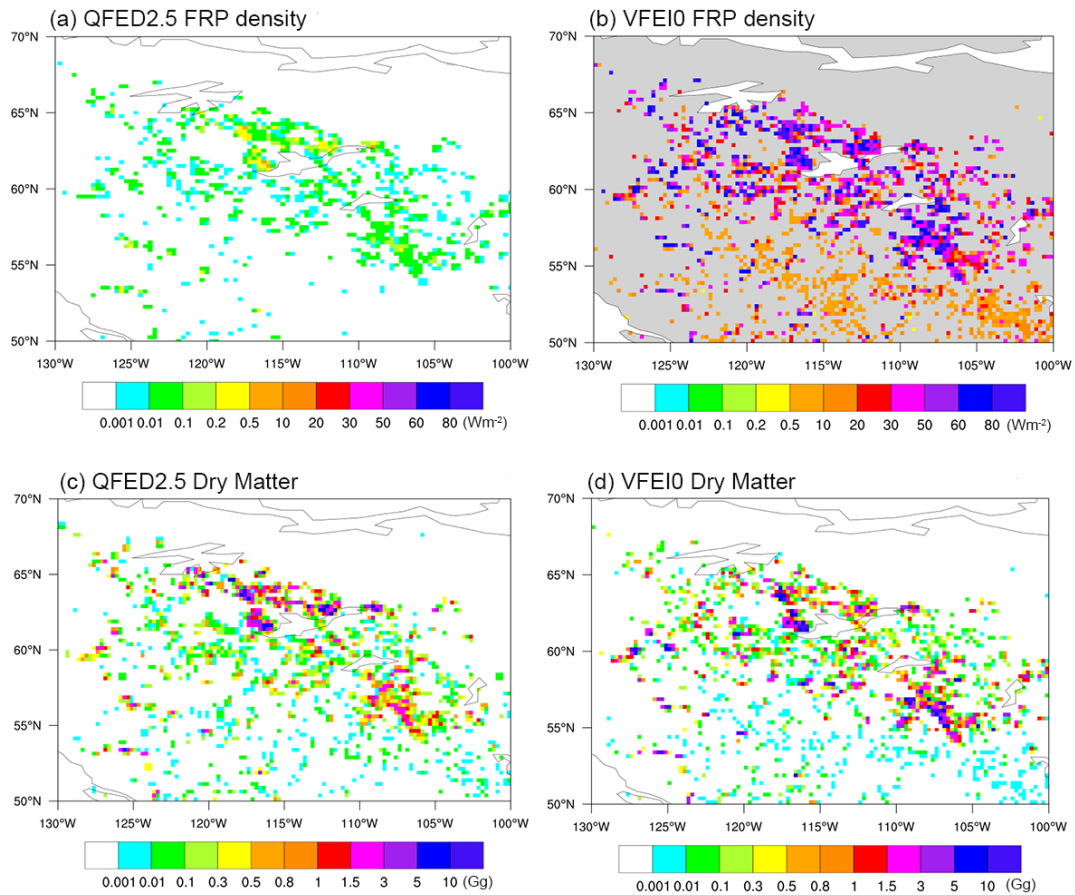 (a) QFED2.5 FRP density
(b) VFEI0 FRP density
70°N
65°N
60°N
55°N
50°N
130°W 125°W 120°W 115°W 110°W 105°W 100°W
0.001 0.01 0.1 0.2 0.5 10 20 30 50 60 80 (Wm-2)
70°N
65°N
60°N
55°N
50°N
130°W 125°W 120°W 115°W 110°W 105°W 100°W
0.001 0.01 0.1 0.2 0.5 10 20 30 50 60 80 (Wm-2)
(c) QFED2.5 Dry Matter
(d) VFEI0 Dry Matter
70°N
65°N
60°N
55°N
50°N
130°W 125°W 120°W 115°W 110°W 105°W 100°W
0.001 0.01 0.1 0.3 0.5 0.8 1 1.5 3 5 10 (Gg)
70°N
65°N
60°N
55°N
50°N
130°W 125°W 120°W 115°W 110°W 105°W 100°W
0.001 0.01 0.1 0.3 0.5 0.8 1 1.5 3 5 10 (Gg)